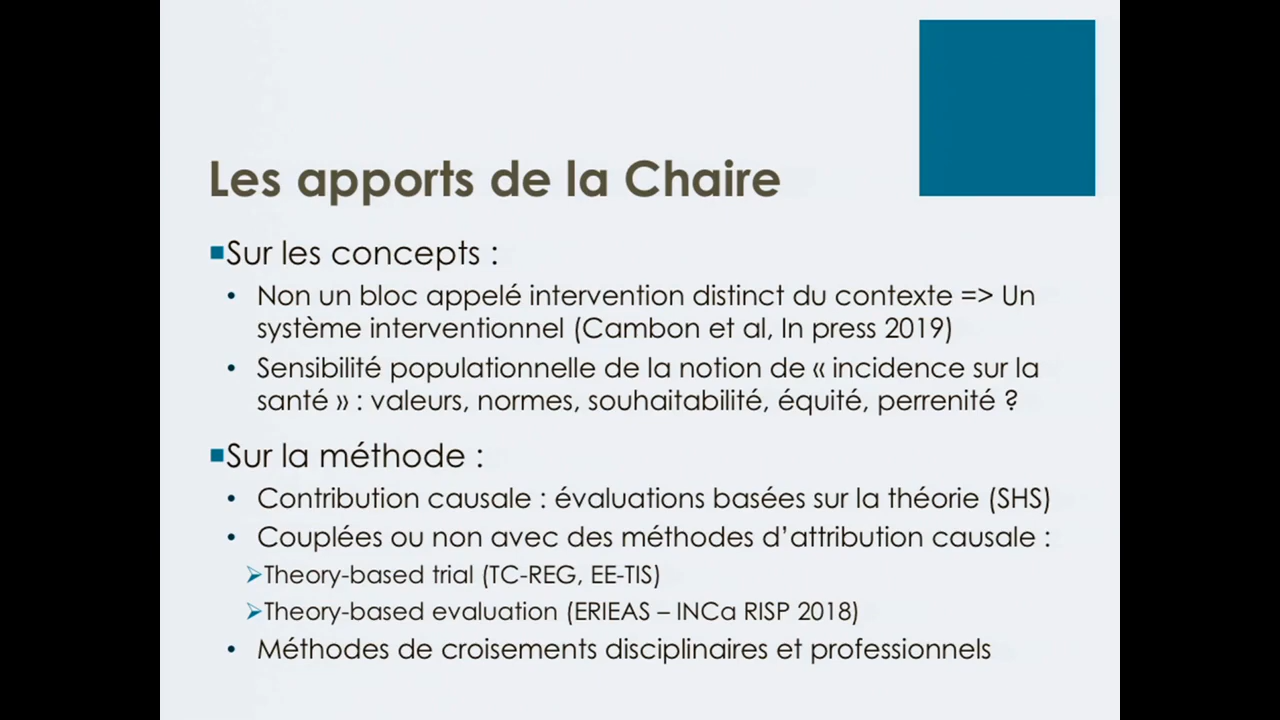 Les apports de la Chaire
Sur les concepts :
• Non un bloc appelé intervention distinct du contexte => Un
système interventionnel (Cambon et al, In press 2019)
• Sensibilité populationnelle de la notion de « incidence sur la
santé » : valeurs, normes, souhaitabilité, équité, perrenité ?
Sur la méthode :
• Contribution causale : évaluations basées sur la théorie (SHS)
• Couplées ou non avec des méthodes d’attribution causale :
Theory-based trial (TC-REG, EE-TIS)
Theory-based evaluation (ERIEAS – INCa RISP 2018)
• Méthodes de croisements disciplinaires et professionnels